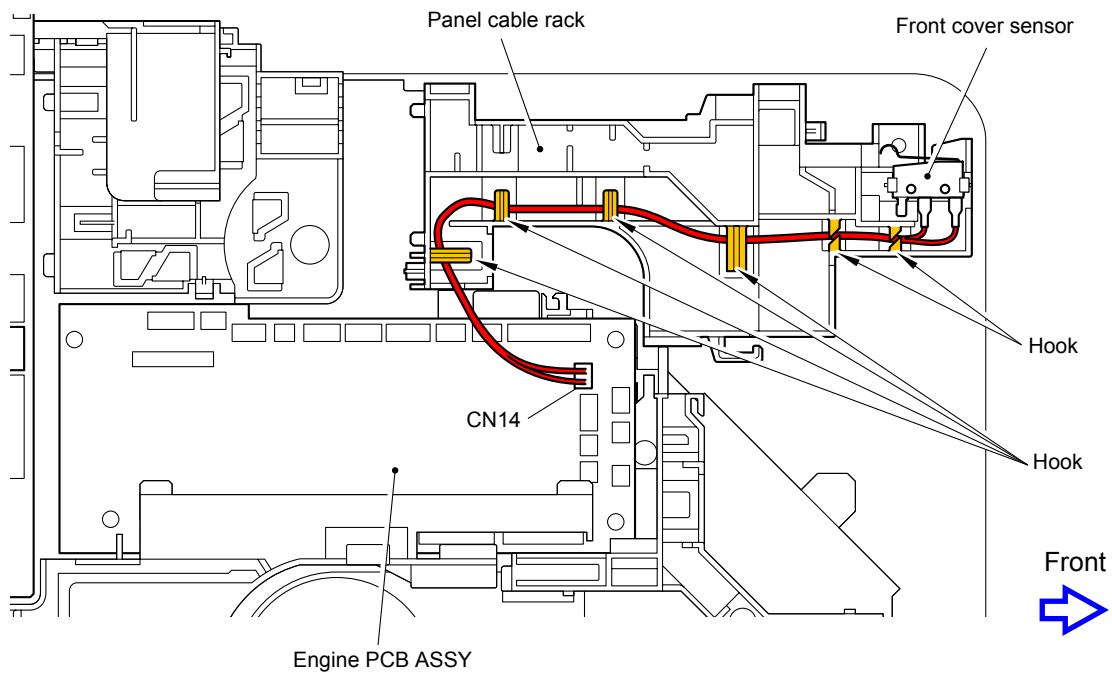 Panel cable rack
Front cover sensor
Hook
CN14
Hook
Front
Engine PCB ASSY